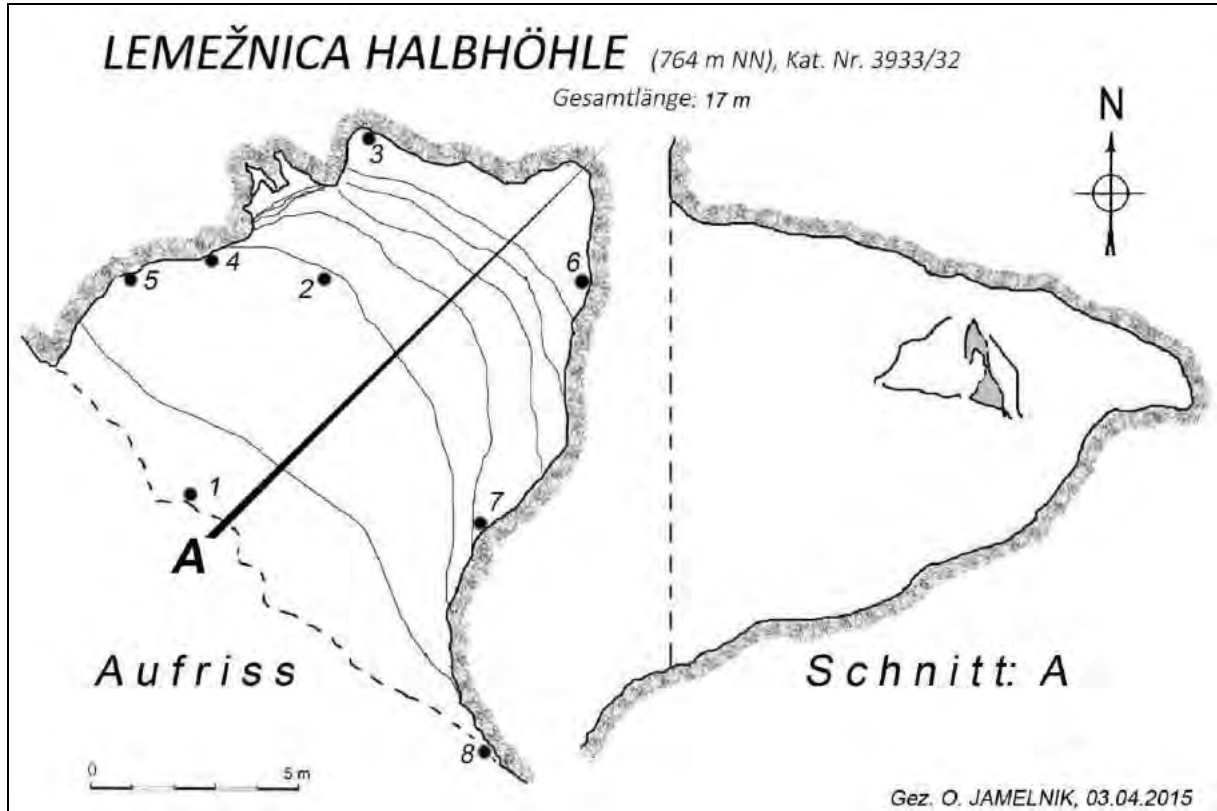 LEMEŽNICA HALBHÖHLE (764 m NN), Kat. Nr. 3933/32
Gesamtlänge: 17 m
N
3
4
5
2
6
1
7
A
Aufriss
Schnitt: A
8
0 5 m
Gez. O. JAMELNIK, 03.04.2015